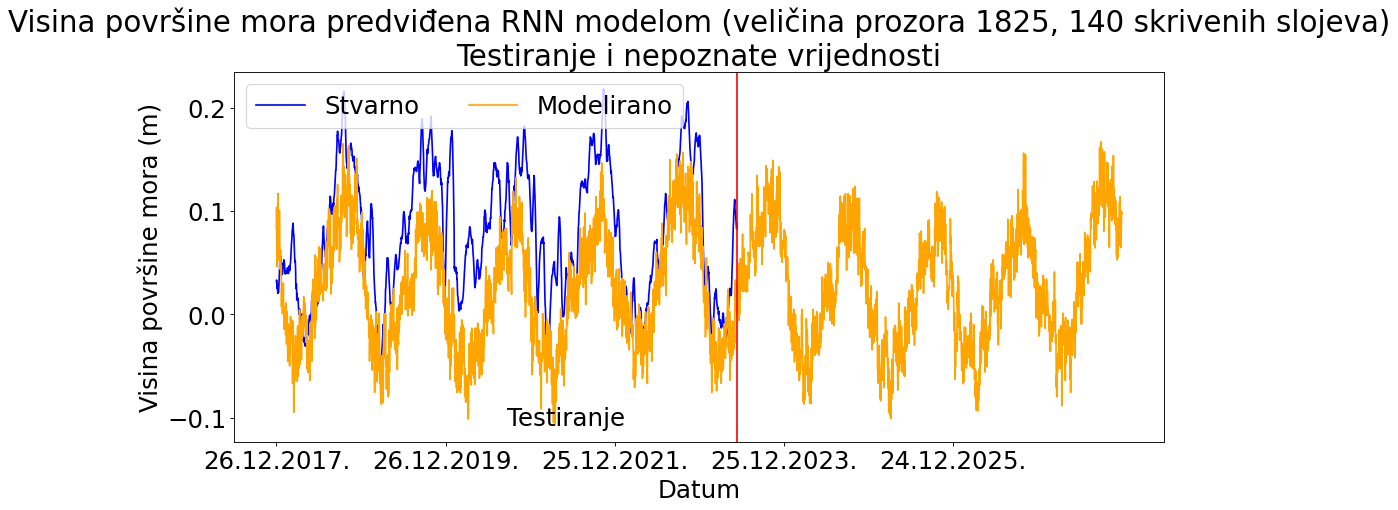 Visina površine mora predviđena RNN modelom (veličina prozora 1825, 140 skrivenih slojeva)
Testiranje i nepoznate vrijednosti
Stvarno Modelirano
Visina površine mora (m)
0.2
0.1
0.0
−0.1
Testiranje
26.12.2017. 26.12.2019. 25.12.2021. 25.12.2023. 24.12.2025.
Datum